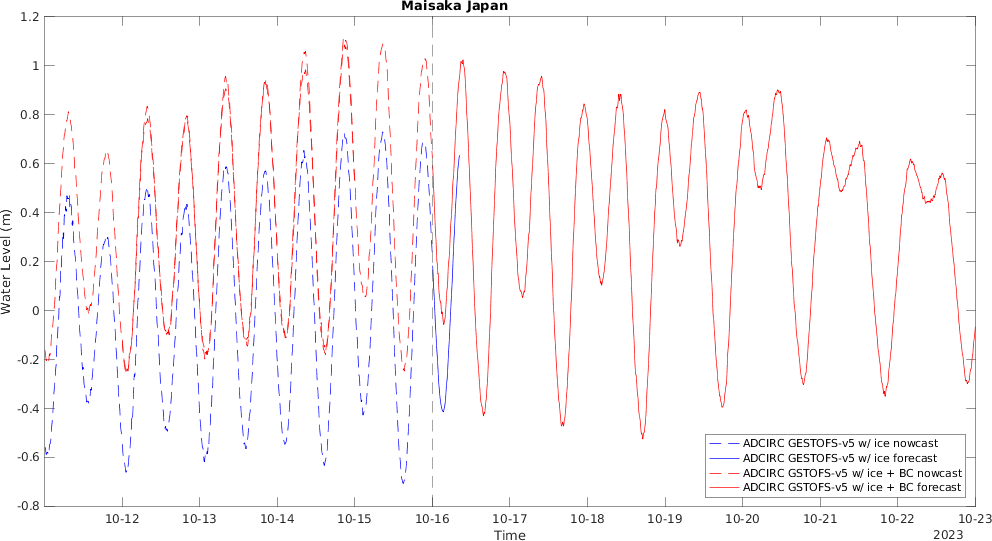 Maisaka Japan
1.2
1
0.8
0.6
0.4
0.2
0
-0.2
-0.4
-0.6
-0.8
Water Level (m)
ADCIRC GESTOFS-v5 w/ ice nowcast
ADCIRC GESTOFS-v5 w/ ice forecast
ADCIRC GSTOFS-v5 w/ ice + BC nowcast
ADCIRC GSTOFS-v5 w/ ice + BC forecast
10-12 10-13 10-14 10-15 10-16 10-17 10-18 10-19 10-20 10-21 10-22 10-23
Time 2023